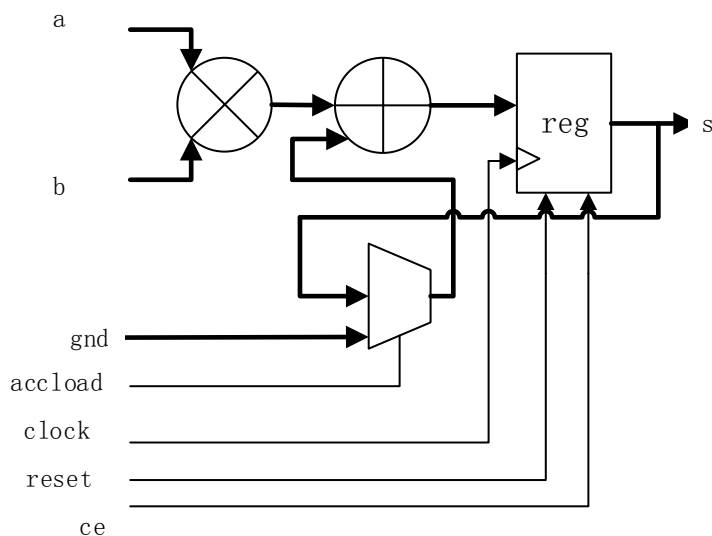 a
reg
s
b
gnd
accload
clock
reset
ce